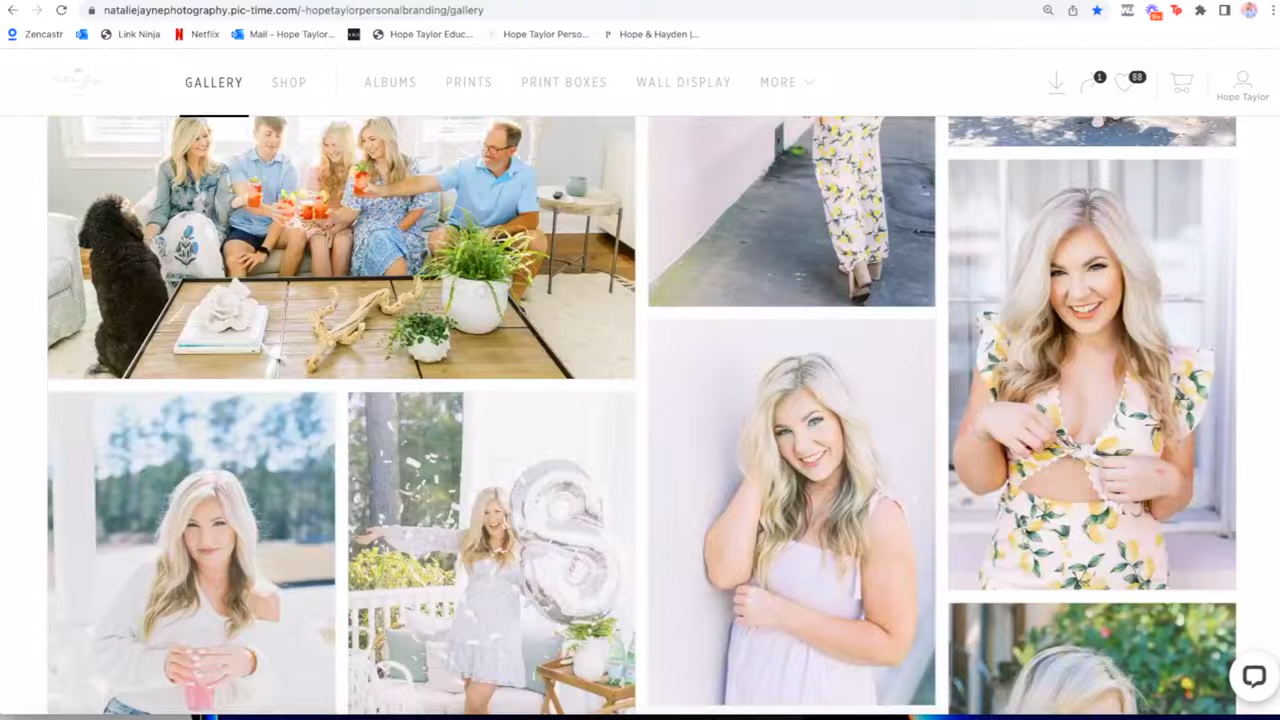 nataliejaynephotography.pic-time.com/-hopetaylorpersonalbranding/gallery
Zencastr Link Ninja Netflix Mail - Hope Taylor... Hope Taylor Educ... Hope Taylor Perso... Hope & Hayden |...
GALLERY SHOP ALBUMS PRINTS PRINT BOXES WALL DISPLAY MORE 1 88
Hope Taylor